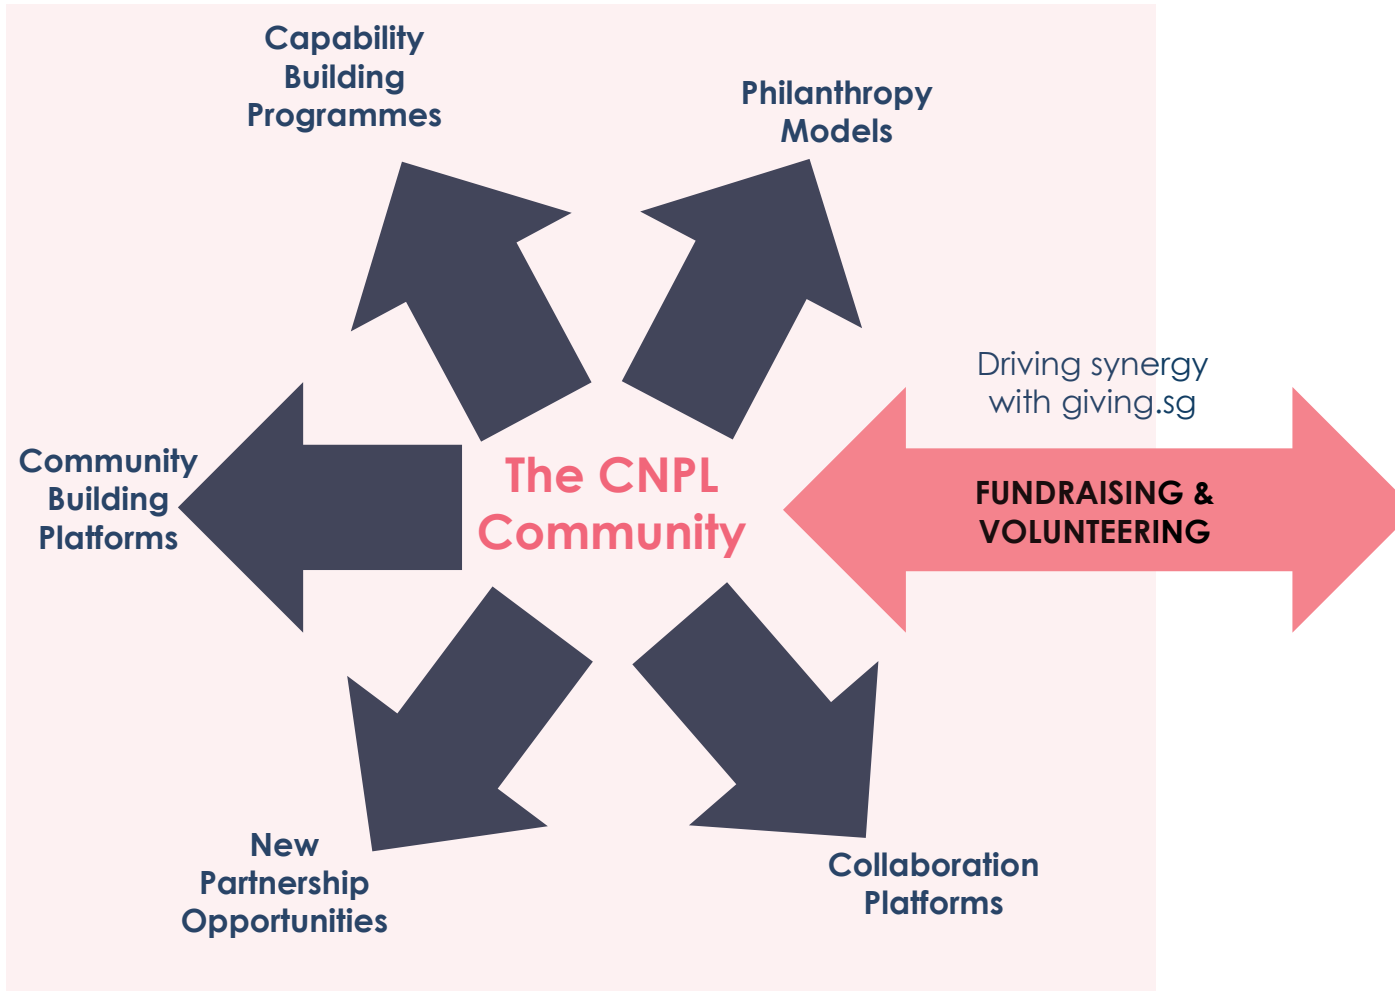 Capability
Building
Programmes
Philanthropy
Models
Driving synergy
with giving.sg
Community
Building
Platforms
The CNPL
Community
FUNDRAISING &
VOLUNTEERING
New
Partnership
Opportunities
Collaboration
Platforms